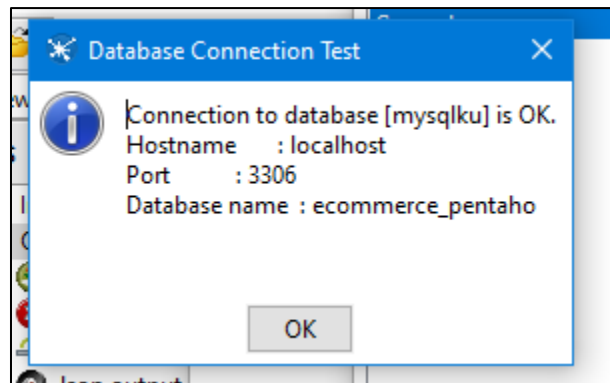 Database Connection Test
Connection to database [mysqlku] is OK.
Hostname : localhost
Port : 3306
Database name : ecommerce_pentaho
OK